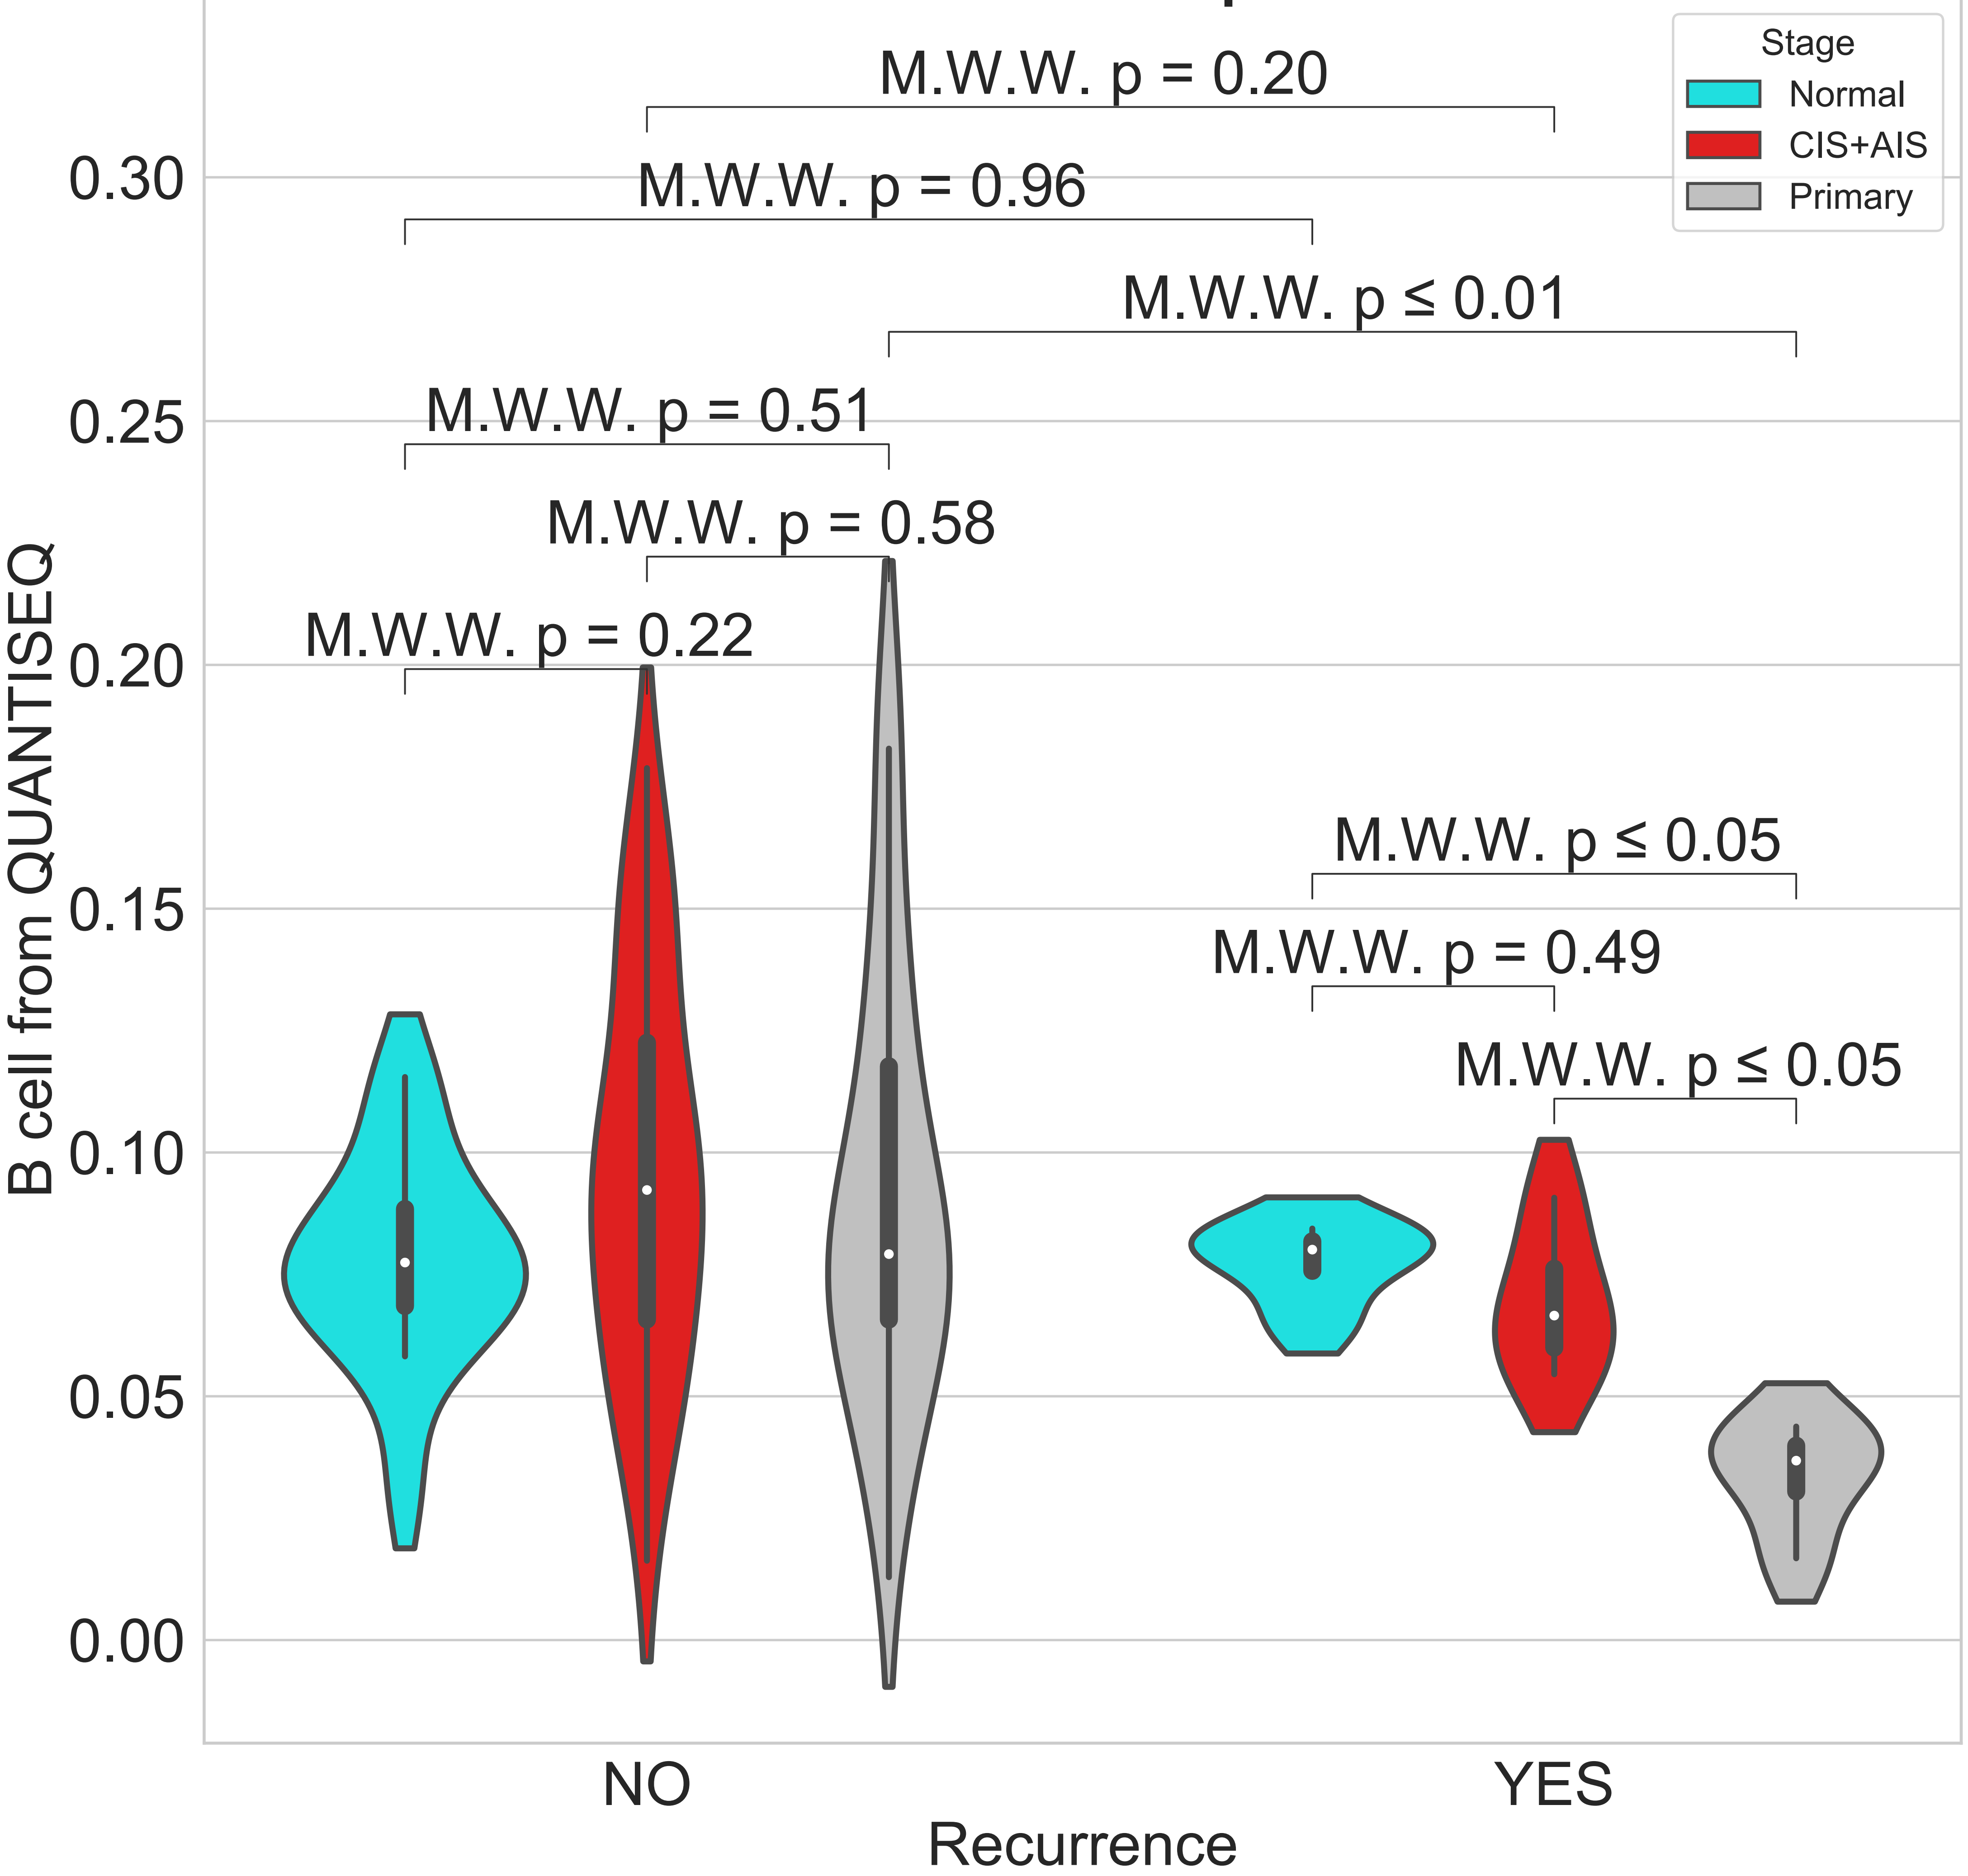 Stage
Normal
CIS+AIS
Primary
M.W.W. p = 0.20
M.W.W. p = 0.96
M.W.W. p ≤ 0.01
M.W.W. p = 0.51
M.W.W. p = 0.58
M.W.W. p = 0.22
M.W.W. p ≤ 0.05
M.W.W. p = 0.49
M.W.W. p ≤ 0.05
B cell from QUANTISEQ
0.30
0.25
0.20
0.15
0.10
0.05
0.00
NO
YES
Recurrence